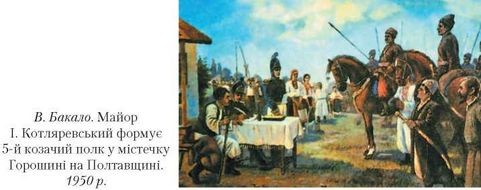 В. Бакало. Майор
І. Котляревський формує
5-й козачий полк у містечку
Горошині на Полтавщині.
1950 р.